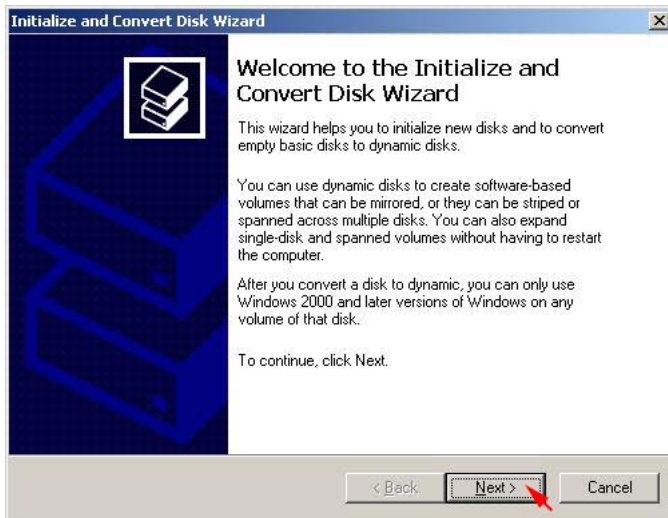 Initialize and Convert Disk Wizard
Welcome to the Initialize and
Convert Disk Wizard
This wizard helps you to initialize new disks and to convert
empty basic disks to dynamic disks.
You can use dynamic disks to create software-based
volumes that can be mirrored, or they can be striped or
spanned across multiple disks. You can also expand
single-disk and spanned volumes without having to restart
the computer.
After you convert a disk to dynamic, you can only use
Windows 2000 and later versions of Windows on any
volume of that disk.
To continue, click Next.
< Back
Next >
Cancel